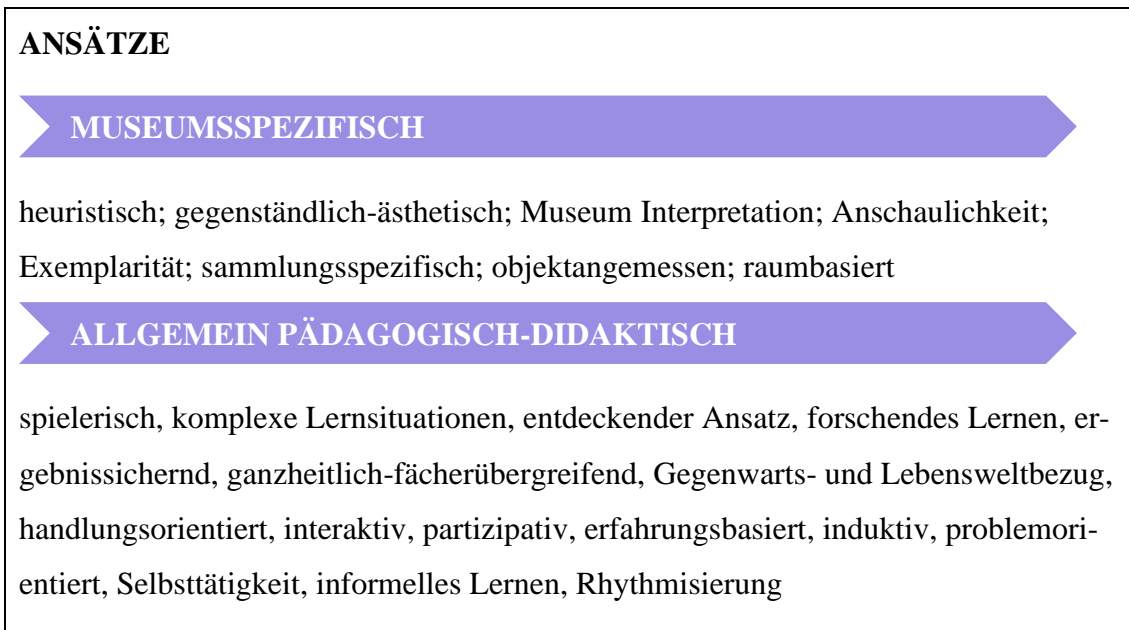 ANSÄTZE
MUSEUMSSPEZIFISCH
heuristisch; gegenständlich-ästhetisch; Museum Interpretation; Anschaulichkeit;
Exemplarität; sammlungsspezifisch; objektangemessen; raumbasiert
ALLGEMEIN PÄDAGOGISCH-DIDAKTISCH
spielerisch, komplexe Lernsituationen, entdeckender Ansatz, forschendes Lernen, er-
gebnissichernd, ganzheitlich-fächerübergreifend, Gegenwarts- und Lebensweltbezug,
handlungsorientiert, interaktiv, partizipativ, erfahrungsbasiert, induktiv, problemori-
entiert, Selbsttätigkeit, informelles Lernen, Rhythmisierung